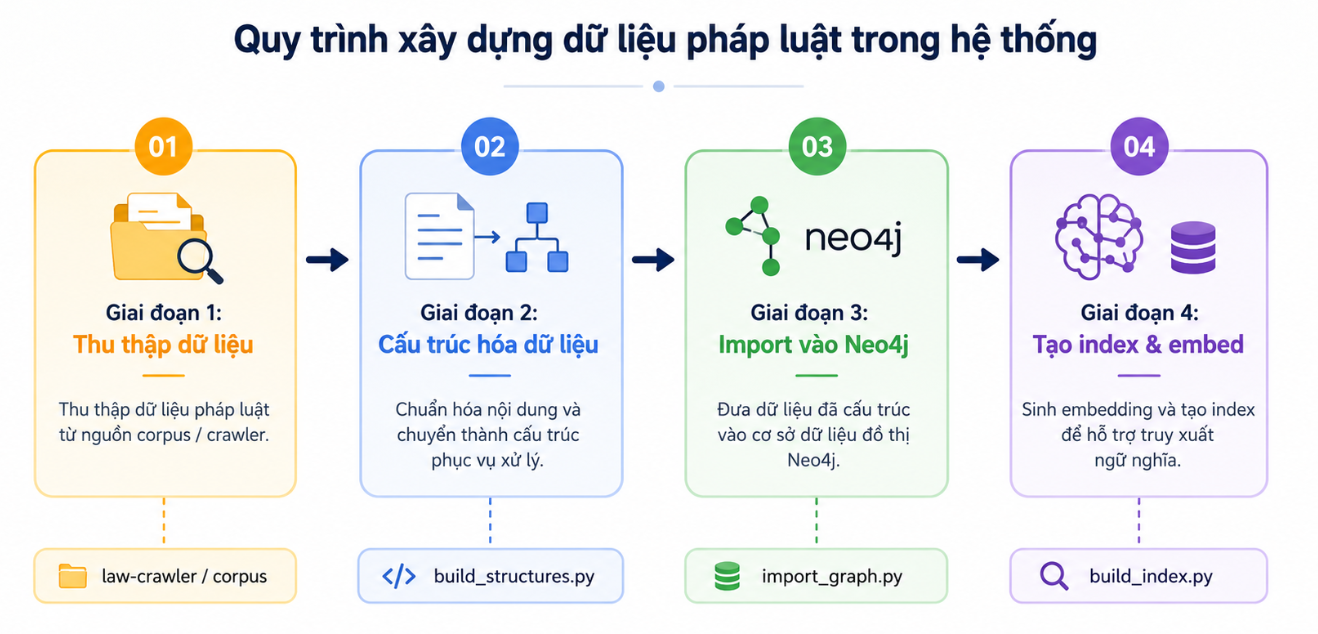 Quy trình xây dựng dữ liệu pháp luật trong hệ thống
01
Giai đoạn 1:
Thu thập dữ liệu
Thu thập dữ liệu pháp luật
từ nguồn corpus / crawler.
law-crawler / corpus
02
Giai đoạn 2:
Cấu trúc hóa dữ liệu
Chuẩn hóa nội dung và
chuyển thành cấu trúc
phục vụ xử lý.
</> build_structures.py
03
neo4j
Giai đoạn 3:
Import vào Neo4j
Đưa dữ liệu đã cấu trúc
vào cơ sở dữ liệu đồ thị
Neo4j.
import_graph.py
04
Giai đoạn 4:
Tạo index & embed
Sinh embedding và tạo index
để hỗ trợ truy xuất
ngữ nghĩa.
build_index.py